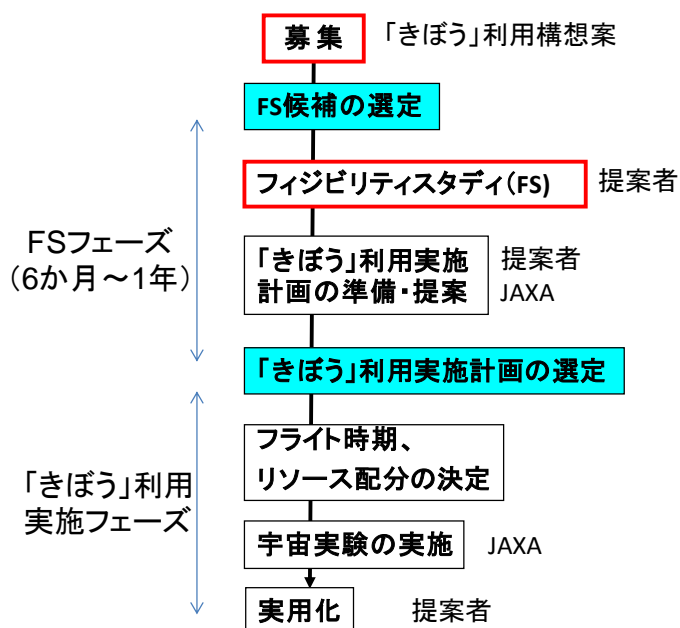 募集 「きぼう」利用構想案
FS候補の選定
フィジビリティスタディ(FS) 提案者
FSフェーズ
(6か月～1年)
「きぼう」利用実施 提案者
計画の準備・提案 JAXA
「きぼう」利用実施計画の選定
フライト時期、
リソース配分の決定
「きぼう」利用
実施フェーズ
宇宙実験の実施 JAXA
実用化 提案者